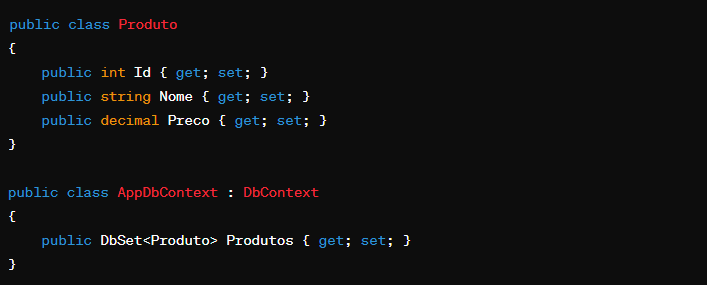 public class Produto
{
    public int Id { get; set; }
    public string Nome { get; set; }
    public decimal Preco { get; set; }
}

public class AppDbContext : DbContext
{
    public DbSet<Produto> Produtos { get; set; }
}